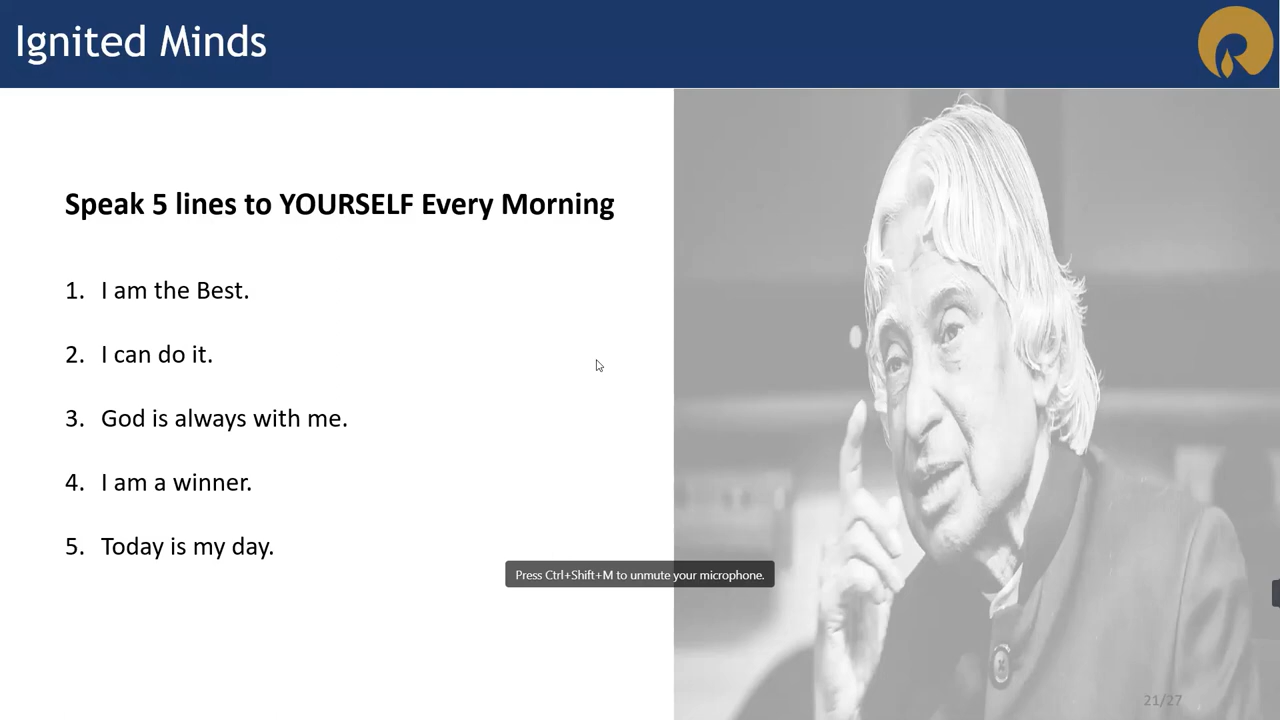 Ignited Minds
Speak 5 lines to YOURSELF Every Morning
1. I am the Best.
2. I can do it.
3. God is always with me.
4. I am a winner.
5. Today is my day.
Press Ctrl+Shift+M to unmute your microphone.
21/27